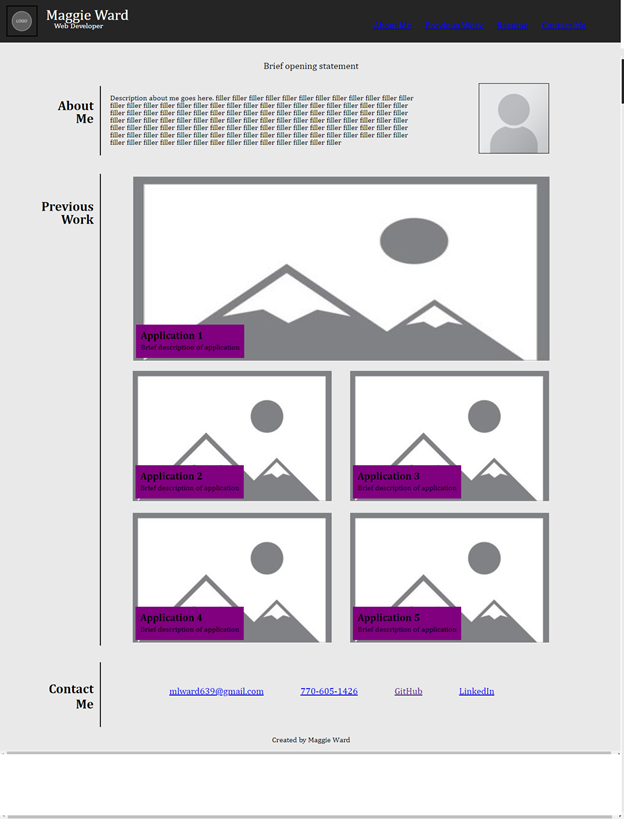 LOGO
Maggie Ward
Web Developer
About Me Previous Work Resume Contact Me
Brief opening statement
About
Me
Description about me goes here. filler filler filler filler filler filler filler filler filler filler filler filler
filler filler filler filler filler filler filler filler filler filler filler filler filler filler filler filler filler filler
filler filler filler filler filler filler filler filler filler filler filler filler filler filler filler filler filler filler
filler filler filler filler filler filler filler filler filler filler filler filler filler filler filler filler filler filler
filler filler filler filler filler filler filler filler filler filler filler filler filler filler filler filler filler filler
filler filler filler filler filler filler filler filler filler filler filler filler filler filler filler filler filler filler
filler filler filler filler filler filler filler filler filler filler filler filler filler filler
Previous
Work
Application 1
Brief description of application
Application 2
Brief description of application
Application 3
Brief description of application
Application 4
Brief description of application
Application 5
Brief description of application
Contact
Me
mlward639@gmail.com 770-605-1426 GitHub LinkedIn
Created by Maggie Ward